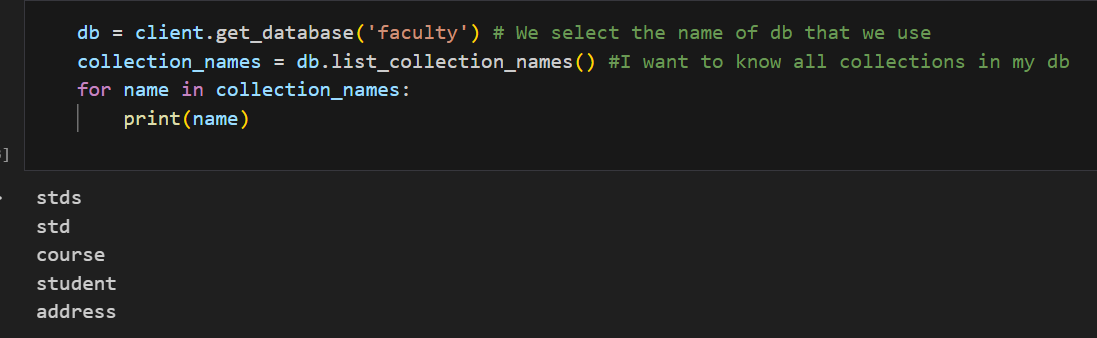 db = client.get_database('faculty') # We select the name of db that we use
collection_names = db.list_collection_names() #I want to know all collections in my db
for name in collection_names:
    print(name)
]
stds
std
course
student
address